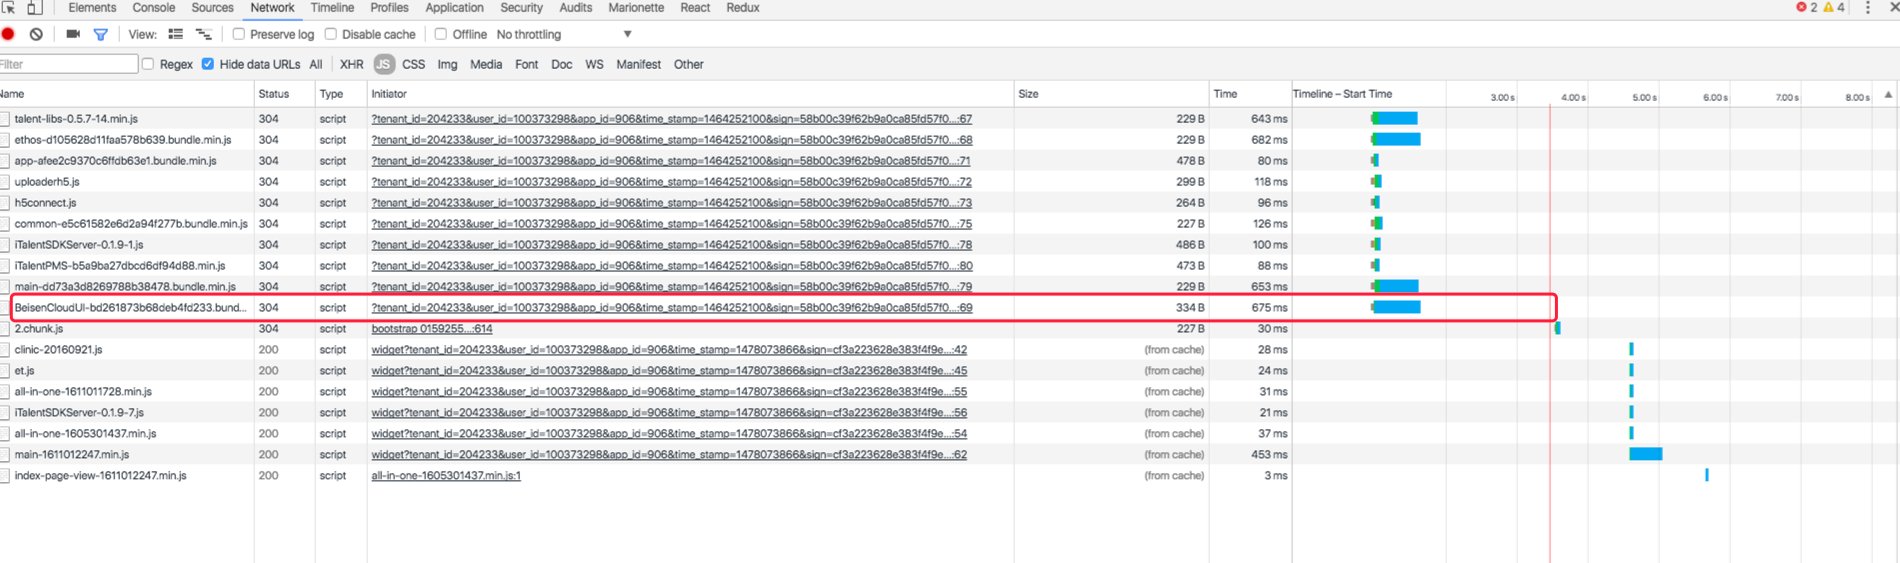 Elements Console Sources Network Timeline Profiles Application Security Audits Marionette React Redux 2 4
View: Preserve log Disable cache Offline No throttling
Filter Regex Hide data URLs All XHR JS CSS Img Media Font Doc WS Manifest Other
Name Status Type Initiator Size Time Timeline – Start Time 3.00 s 4.00 s 5.00 s 6.00 s 7.00 s 8.00 s
talent-libs-0.5.7-14.min.js 304 script ?tenant_id=204233&user_id=100373298&app_id=906&time_stamp=1464252100&sign=58b00c39f62b9a0ca85fd57f0...:67 229 B 643 ms
ethos-d105628d11faa578b639.bundle.min.js 304 script ?tenant_id=204233&user_id=100373298&app_id=906&time_stamp=1464252100&sign=58b00c39f62b9a0ca85fd57f0...:68 229 B 682 ms
app-afee2c9370c6ffdb63e1.bundle.min.js 304 script ?tenant_id=204233&user_id=100373298&app_id=906&time_stamp=1464252100&sign=58b00c39f62b9a0ca85fd57f0...:71 478 B 80 ms
uploaderh5.js 304 script ?tenant_id=204233&user_id=100373298&app_id=906&time_stamp=1464252100&sign=58b00c39f62b9a0ca85fd57f0...:72 299 B 118 ms
h5connect.js 304 script ?tenant_id=204233&user_id=100373298&app_id=906&time_stamp=1464252100&sign=58b00c39f62b9a0ca85fd57f0...:73 264 B 96 ms
common-e5c61582e6d2a94f277b.bundle.min.js 304 script ?tenant_id=204233&user_id=100373298&app_id=906&time_stamp=1464252100&sign=58b00c39f62b9a0ca85fd57f0...:75 227 B 126 ms
iTalentSDKServer-0.1.9-1.js 304 script ?tenant_id=204233&user_id=100373298&app_id=906&time_stamp=1464252100&sign=58b00c39f62b9a0ca85fd57f0...:78 486 B 100 ms
iTalentPMS-b5a9ba27dbcd6df94d88.min.js 304 script ?tenant_id=204233&user_id=100373298&app_id=906&time_stamp=1464252100&sign=58b00c39f62b9a0ca85fd57f0...:80 473 B 88 ms
main-dd73a3d8269788b38478.bundle.min.js 304 script ?tenant_id=204233&user_id=100373298&app_id=906&time_stamp=1464252100&sign=58b00c39f62b9a0ca85fd57f0...:79 229 B 653 ms
BeisenCloudUI-bd261873b68deb4fd233.bund... 304 script ?tenant_id=204233&user_id=100373298&app_id=906&time_stamp=1464252100&sign=58b00c39f62b9a0ca85fd57f0...:69 334 B 675 ms
2.chunk.js 304 script bootstrap 0159255...:614 227 B 30 ms
clinic-20160921.js 200 script widget?tenant_id=204233&user_id=100373298&app_id=906&time_stamp=1478073866&sign=cf3a223628e383f4f9e...:42 (from cache) 28 ms
et.js 200 script widget?tenant_id=204233&user_id=100373298&app_id=906&time_stamp=1478073866&sign=cf3a223628e383f4f9e...:45 (from cache) 24 ms
all-in-one-1611011728.min.js 200 script widget?tenant_id=204233&user_id=100373298&app_id=906&time_stamp=1478073866&sign=cf3a223628e383f4f9e...:55 (from cache) 31 ms
iTalentSDKServer-0.1.9-7.js 200 script widget?tenant_id=204233&user_id=100373298&app_id=906&time_stamp=1478073866&sign=cf3a223628e383f4f9e...:56 (from cache) 21 ms
all-in-one-1605301437.min.js 200 script widget?tenant_id=204233&user_id=100373298&app_id=906&time_stamp=1478073866&sign=cf3a223628e383f4f9e...:54 (from cache) 37 ms
main-1611012247.min.js 200 script widget?tenant_id=204233&user_id=100373298&app_id=906&time_stamp=1478073866&sign=cf3a223628e383f4f9e...:62 (from cache) 453 ms
index-page-view-1611012247.min.js 200 script all-in-one-1605301437.min.js:1 (from cache) 3 ms